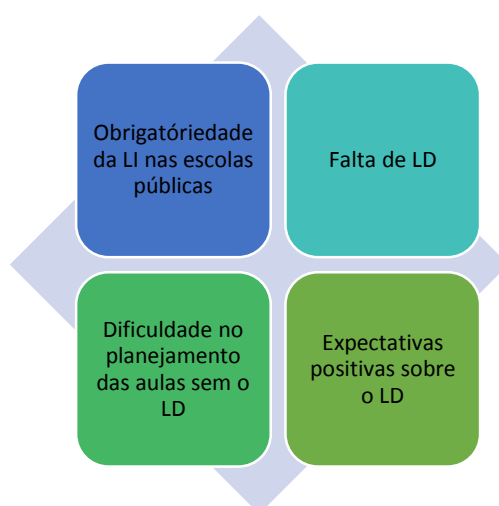 Obrigatóriedade
da LI nas escolas
públicas
Falta de LD
Dificuldade no
planejamento
das aulas sem o
LD
Expectativas
positivas sobre
o LD